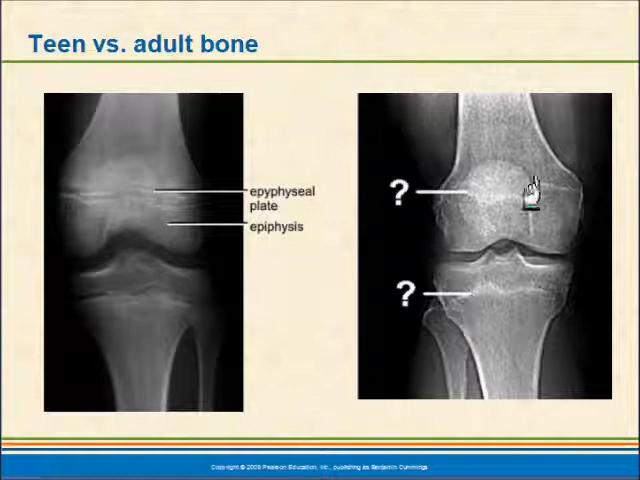 Teen vs. adult bone
epyphyseal
plate
epiphysis
?
?
Copyright © 2009 Pearson Education, Inc., publishing as Benjamin Cummings